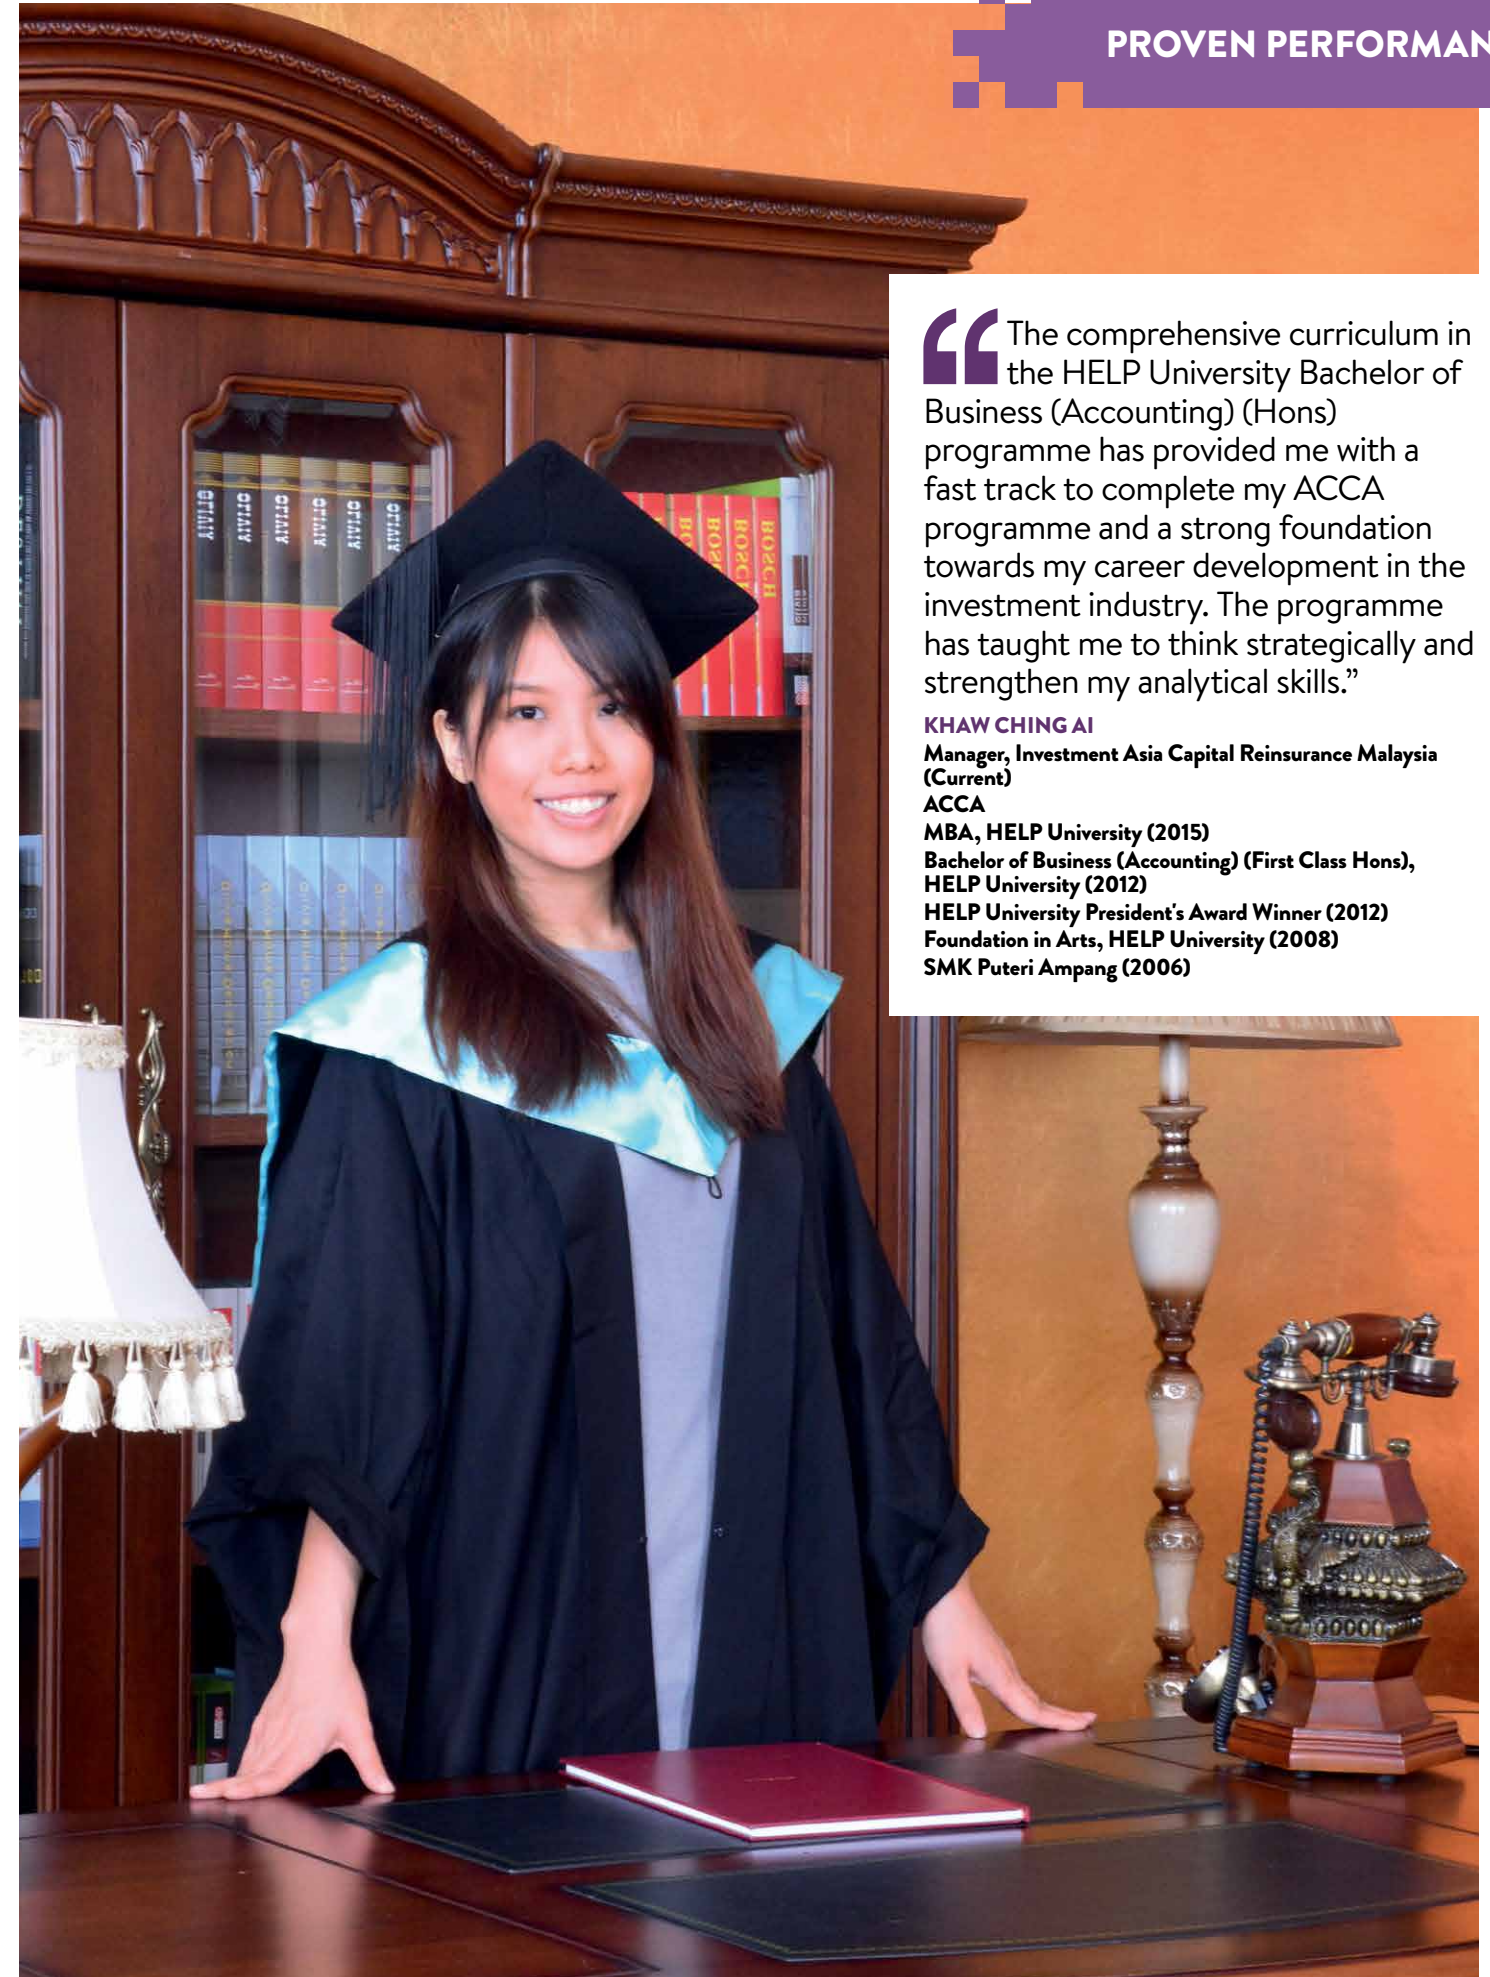 PROVEN PERFORMAN
“The comprehensive curriculum in
the HELP University Bachelor of
Business (Accounting) (Hons)
programme has provided me with a
fast track to complete my ACCA
programme and a strong foundation
towards my career development in the
investment industry. The programme
has taught me to think strategically and
strengthen my analytical skills.”
KHAW CHING AI
Manager, Investment Asia Capital Reinsurance Malaysia
(Current)
ACCA
MBA, HELP University (2015)
Bachelor of Business (Accounting) (First Class Hons),
HELP University (2012)
HELP University President's Award Winner (2012)
Foundation in Arts, HELP University (2008)
SMK Puteri Ampang (2006)